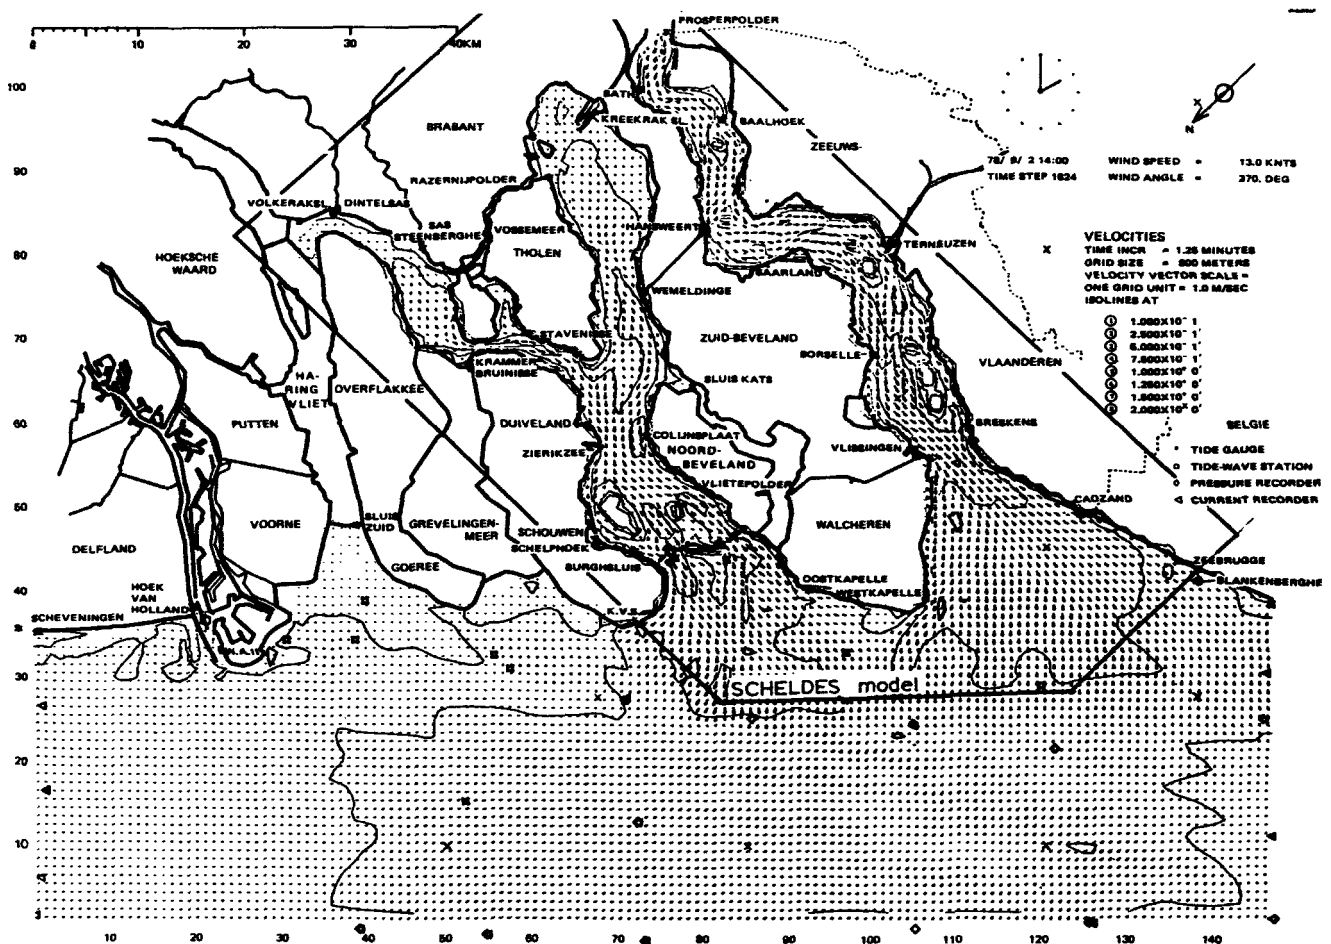 PROSPERPOLDER
0 10 20 30 40KM
100
BATH
KREEKRAK SL.
BAALHOEK
BRABANT
ZEEUWS-
N
90
78/ 9/ 2 14:00 WIND SPEED = 13.0 KNTS
TIME STEP 1624 WIND ANGLE = 270. DEG
RAZERNIJPOLDER
VOLKERAKSL.
DINTELSAS
SAS
STEENBERGHE
VOSSEMEER
THOLEN
HANSWEERT
TERNEUZEN
80
HOEKSCHE
WAARD
BAARLAND
VELOCITIES
TIME INCR = 1.25 MINUTES
GRID SIZE = 800 METERS
VELOCITY VECTOR SCALE =
ONE GRID UNIT = 1.0 M/SEC
ISOLINES AT
WEMELDINGE
70
STAVENISSE
ZUID-BEVELAND
BORSELLE
VLAANDEREN
KRAMMER
BRUINISSE
HA-
RING
VLIET
OVERFLAKKEE
SLUIS KATS
60
PUTTEN
DUIVELAND
ZIERIKZEE
COLIJNSPLAAT
NOORD-
BEVELAND
VLISSINGEN
BRESKENS
BELGIE
TIDE GAUGE
TIDE-WAVE STATION
PRESSURE RECORDER
CURRENT RECORDER
VLIETEPOLDER
50
VOORNE
SLUIS
ZUID
GREVELINGEN-
MEER
SCHOUWEN
SCHELPHOEK
BURGHSLUIS
WALCHEREN
CADZAND
DELFLAND
GOEREE
ZEEBRUGGE
BLANKENBERGHE
40
HOEK
VAN
HOLLAND
OOSTKAPELLE
WESTKAPELLE
SCHEVENINGEN
K.V.S.
30
SCHELDES model
20
10
10 20 30 40 50 60 70 80 90 100 110 120 130 140